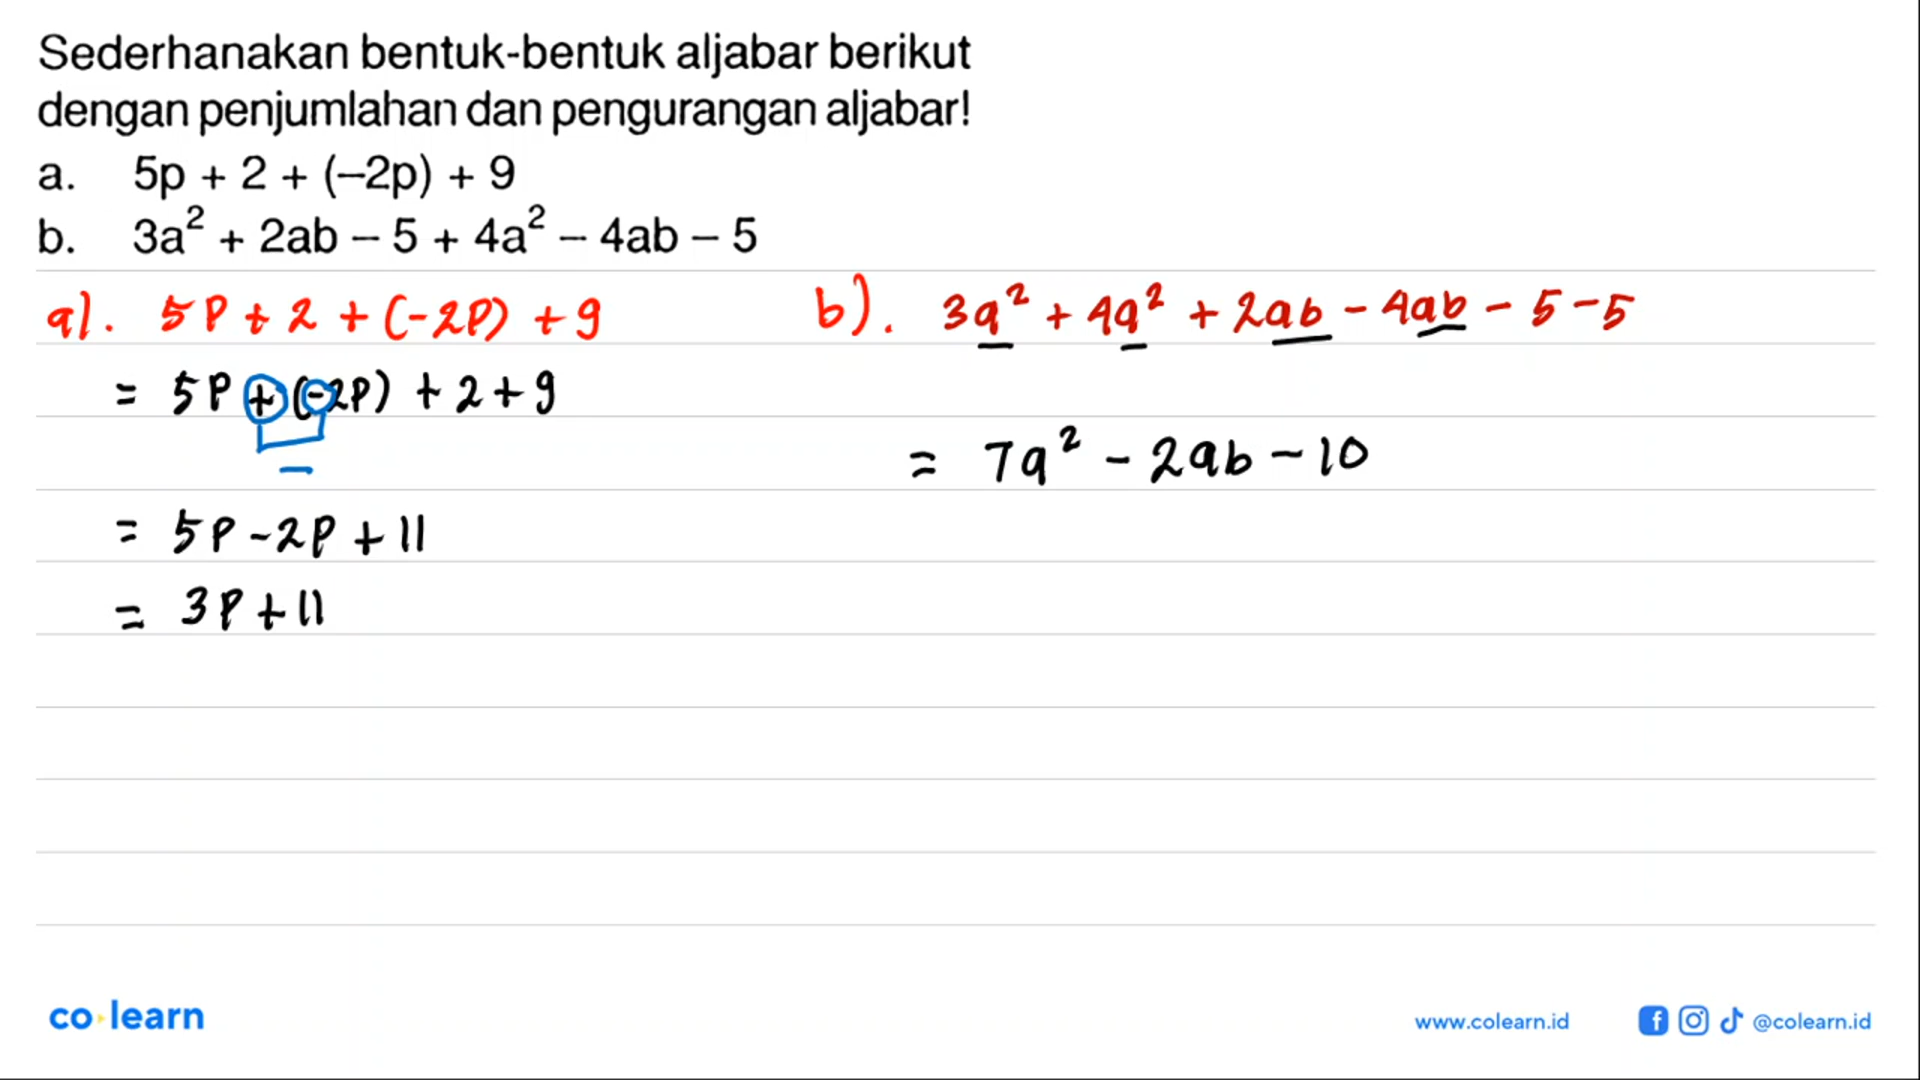 Sederhanakan bentuk-bentuk aljabar berikut
dengan penjumlahan dan pengurangan aljabar!
a. 5p + 2 + (–2p) + 9
b. 3a² + 2ab – 5 + 4a² – 4ab – 5
a). 5p + 2 + (-2p) + 9
= 5p + (-2p) + 2 + 9
-
= 5p - 2p + 11
= 3p + 11
b). 3a² + 4a² + 2ab - 4ab - 5 - 5
= 7a² - 2ab - 10
co learn
www.colearn.id
@colearn.id